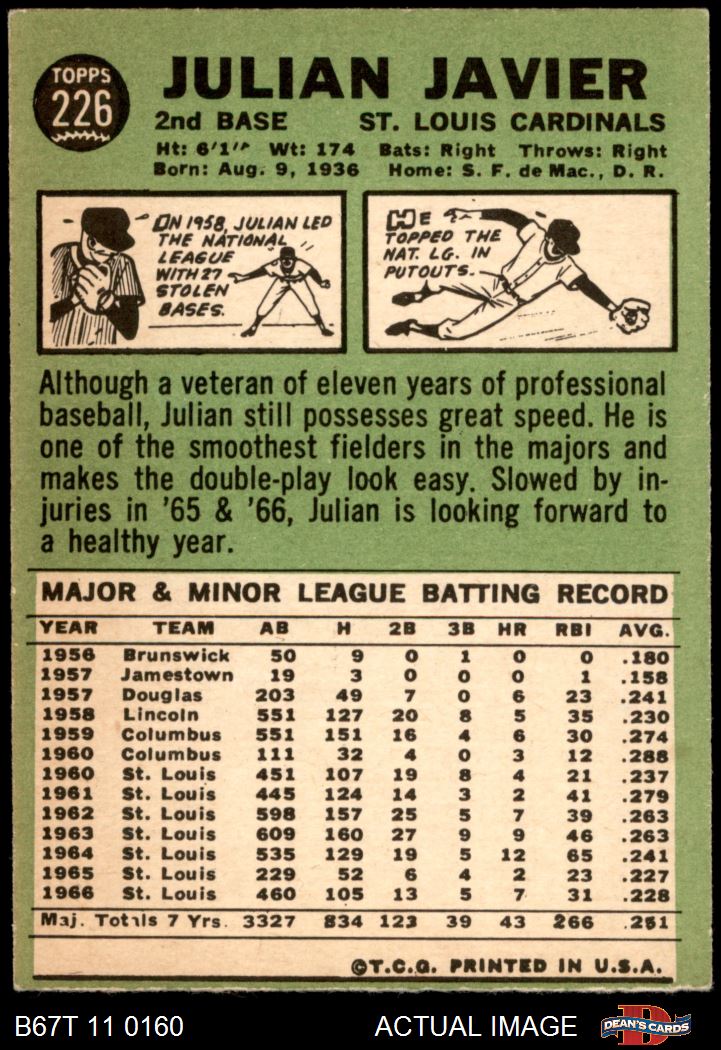 TOPPS
226
JULIAN JAVIER
2nd BASE ST. LOUIS CARDINALS
Ht: 6'1" Wt: 174 Bats: Right Throws: Right
Born: Aug. 9, 1936 Home: S. F. de Mac., D. R.
ON 1958, JULIAN LED
THE NATIONAL
LEAGUE
WITH 27
STOLEN
BASES.
HE
TOPPED THE
NAT. LG. IN
PUTOUTS.
Although a veteran of eleven years of professional
baseball, Julian still possesses great speed. He is
one of the smoothest fielders in the majors and
makes the double-play look easy. Slowed by in-
juries in '65 & '66, Julian is looking forward to
a healthy year.
MAJOR & MINOR LEAGUE BATTING RECORD
YEAR TEAM AB H 2B 3B HR RBI AVG.
1956 Brunswick 50 9 0 1 0 0 .180
1957 Jamestown 19 3 0 0 0 1 .158
1957 Douglas 203 49 7 0 6 23 .241
1958 Lincoln 551 127 20 8 5 35 .230
1959 Columbus 551 151 16 4 6 30 .274
1960 Columbus 111 32 4 0 3 12 .288
1960 St. Louis 451 107 19 8 4 21 .237
1961 St. Louis 445 124 14 3 2 41 .279
1962 St. Louis 598 157 25 5 7 39 .263
1963 St. Louis 609 160 27 9 9 46 .263
1964 St. Louis 535 129 19 5 12 65 .241
1965 St. Louis 229 52 6 4 2 23 .227
1966 St. Louis 460 105 13 5 7 31 .228
Maj. Totals 7 Yrs. 3327 834 123 39 43 266 .251
©T.C.G. PRINTED IN U.S.A.
B67T 11 0160 ACTUAL IMAGE DEAN'S CARDS